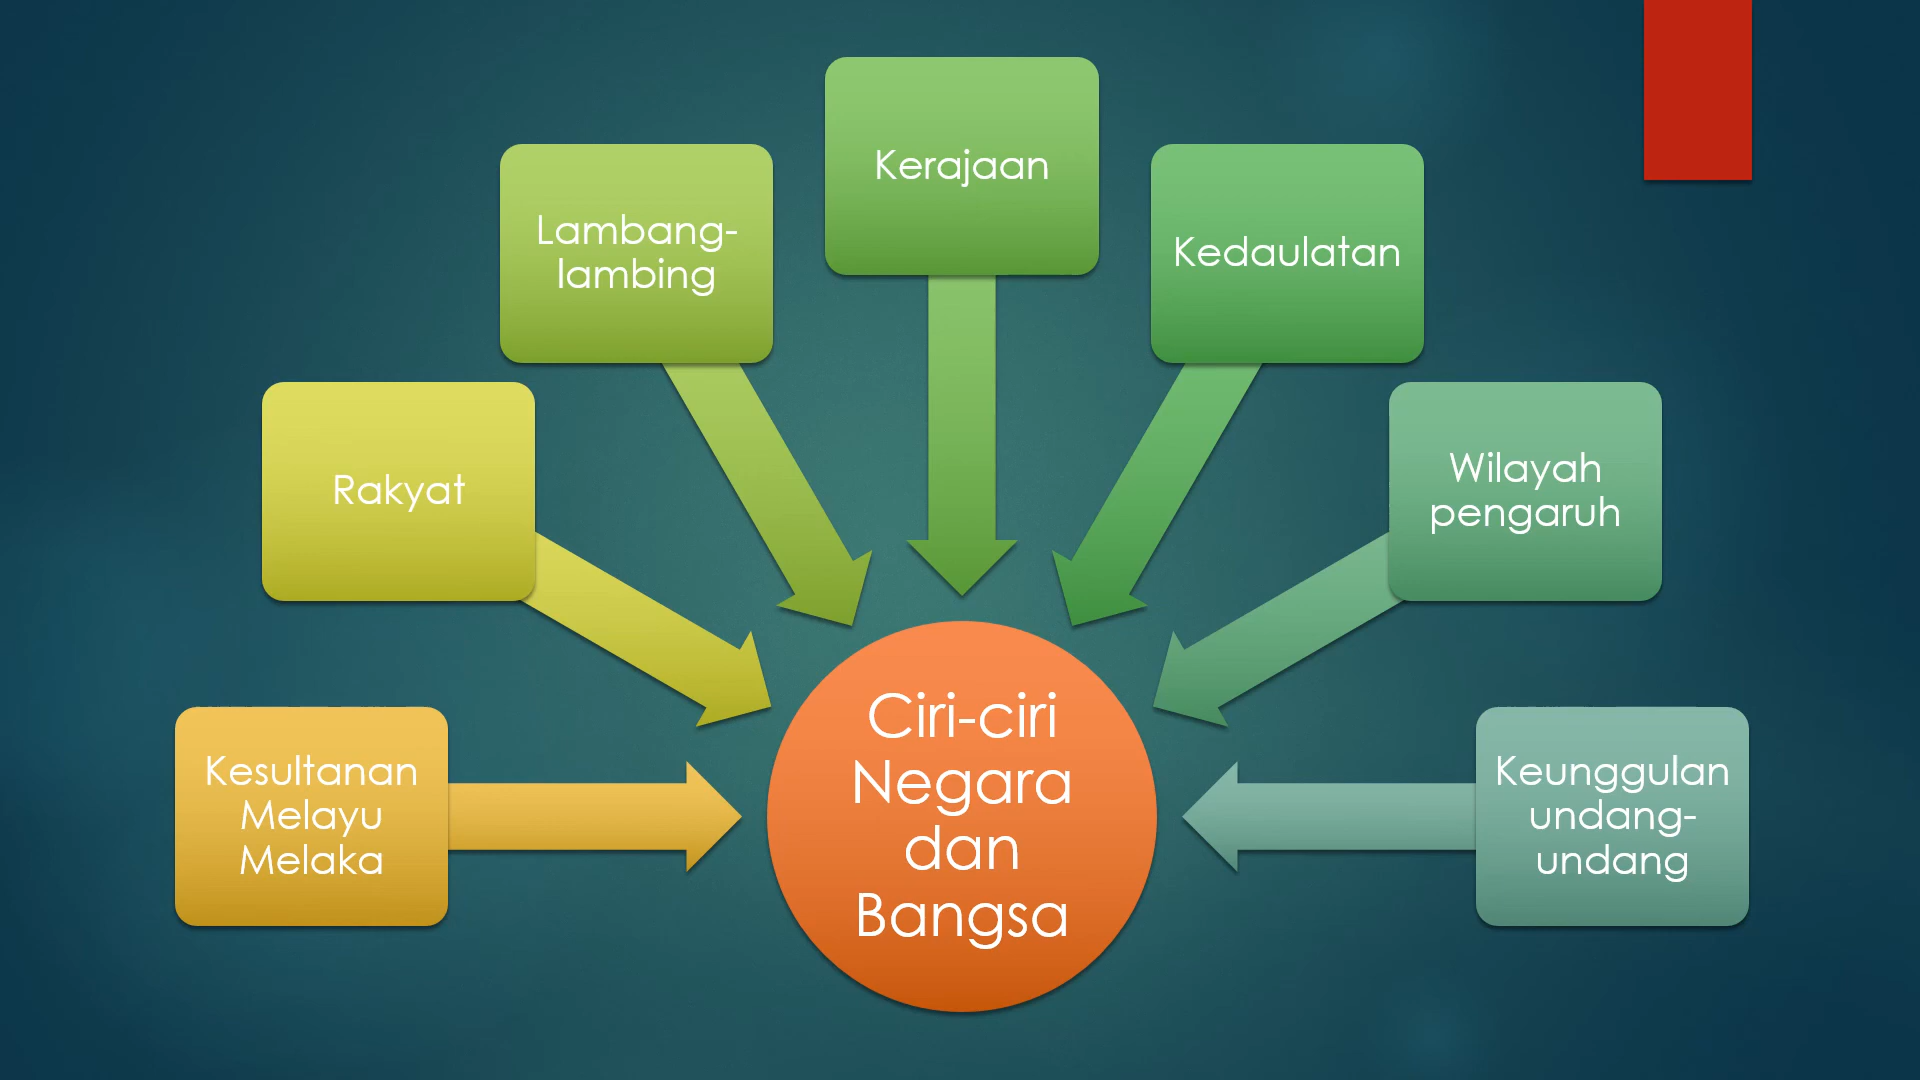 Kerajaan
Lambang-
lambing
Kedaulatan
Rakyat
Wilayah
pengaruh
Kesultanan
Melayu
Melaka
Ciri-ciri
Negara
dan
Bangsa
Keunggulan
undang-
undang